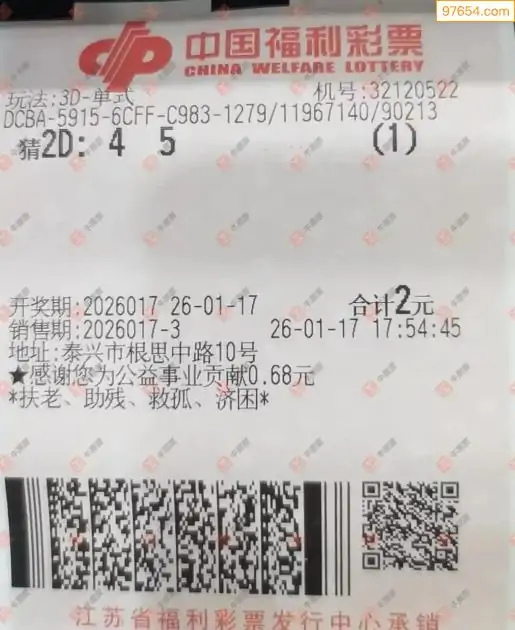 97654.com
中国福利彩票
CHINA WELFARE LOTTERY
玩法:3D-单式 机号:32120522
DCBA-5915-6CFF-C983-1279/11967140/90213
猜2D: 4 5 (1)
开奖期:2026017 26-01-17 合计2元
销售期:2026017-3 26-01-17 17:54:45
地址:泰兴市根思中路10号
★感谢您为公益事业贡献0.68元
*扶老、助残、救孤、济困*
江苏省福利彩票发行中心承销